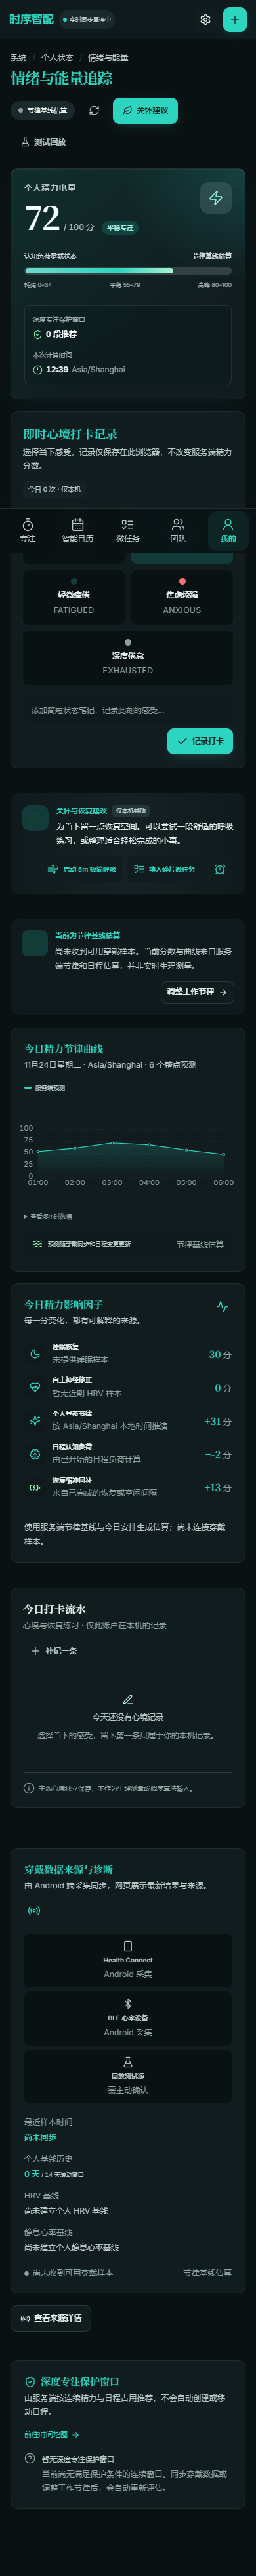 时序智配
实时同步重连中
系统 / 个人状态 / 情绪与能量
情绪与能量追踪
节律基线估算
关怀建议
测试回放
个人精力电量
72 / 100 分 平稳专注
认知负荷承载状态 节律基线估算
耗竭 0–34 平稳 55–79 高峰 80–100
深度专注保护窗口
0 段推荐
本次计算时间
12:39 Asia/Shanghai
即时心境打卡记录
选择当下感受，记录仅保存在此浏览器，不改变服务端精力
分数。
今日 0 次 · 仅本机
专注 智能日历 微任务 团队 我的
轻微疲倦
FATIGUED
焦虑烦躁
ANXIOUS
深度倦怠
EXHAUSTED
添加简短状态笔记，记录此刻的感受...
记录打卡
关怀与恢复建议 仅本机辅助
为当下留一点恢复空间。可以尝试一段舒适的呼吸
练习，或整理适合轻松完成的小事。
启动 5m 极简呼吸 填入碎片微任务
当前为节律基线估算
尚未收到可用穿戴样本。当前分数与曲线来自服务
端节律基线和日程估算，并非实时生理测量。
调整工作节律
今日精力节律曲线
11月24日星期二 · Asia/Shanghai · 6 个整点预测
服务端预测
100
75
50
25
0
01:00 02:00 03:00 04:00 05:00 06:00
查看逐小时数据
预测随穿戴同步和日程变更更新 节律基线估算
今日精力影响因子
每一分变化，都有可解释的来源。
睡眠恢复
未提供睡眠样本
30 分
自主神经修正
暂无近期 HRV 样本
0 分
个人昼夜节律
按 Asia/Shanghai 本地时间推演
+31 分
日程认知负荷
由已开始的日程负荷计算
−-2 分
恢复缓冲回补
来自已完成的恢复或空闲间隔
+13 分
使用服务端节律基线与今日安排生成估算；尚未连接穿戴
样本。
今日打卡流水
心境与恢复练习 · 仅此账户在本机的记录
补记一条
今天还没有心境记录
选择当下的感受，留下第一条只属于你的本机记录。
主观心境独立保存，不作为生理测量或调度算法输入。
穿戴数据来源与诊断
由 Android 端采集同步，网页展示最新结果与来源。
Health Connect
Android 采集
BLE 心率设备
Android 采集
回放测试源
需主动确认
最近样本时间
尚未同步
个人基线历史
0 天 / 14 天滚动窗口
HRV 基线
尚未建立个人 HRV 基线
静息心率基线
尚未建立个人静息心率基线
尚未收到可用穿戴样本 节律基线估算
查看来源详情
深度专注保护窗口
由服务端按连续精力与日程占用推荐，不会自动创建或移
动日程。
前往时间地图
暂无深度专注保护窗口
当前尚无满足保护条件的连续窗口。同步穿戴数据或
调整工作节律后，会自动重新评估。